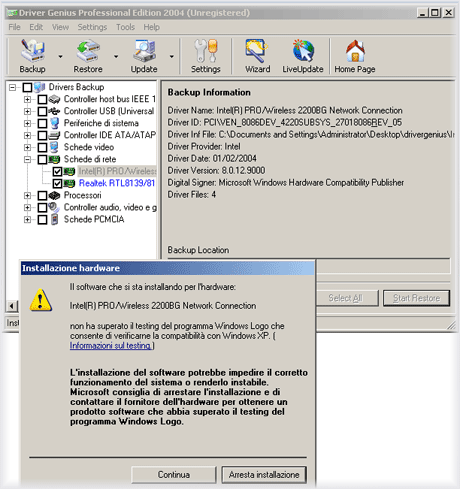 Driver Genius Professional Edition 2004 (Unregistered)
File Edit View Settings Tools Help
Backup Restore Update Settings Wizard LiveUpdate Home Page
Drivers Backup
Controller host bus IEEE 1
Controller USB (Universal
Periferiche di sistema
Controller IDE ATA/ATAP
Schede video
Schede di rete
Intel(R) PRO/Wireless
Realtek RTL8139/81
Processori
Controller audio, video e g
Schede PCMCIA
Backup Information
Driver Name: Intel(R) PRO/Wireless 2200BG Network Connection
Driver ID: PCI\VEN_8086DEV_4220SUBSYS_27018086REV_05
Driver Inf File: C:\Documents and Settings\Administrator\Desktop\drivergenius\In
Driver Provider: Intel
Driver Date: 01/02/2004
Driver Version: 8.0.12.9000
Digital Signer: Microsoft Windows Hardware Compatibility Publisher
Driver Files: 4
Backup Location
Select All Start Restore
Inst
Installazione hardware
Il software che si sta installando per l'hardware:
Intel(R) PRO/Wireless 2200BG Network Connection
non ha superato il testing del programma Windows Logo che
consente di verificarne la compatibilità con Windows XP. (
Informazioni sul testing.)
L'installazione del software potrebbe impedire il corretto
funzionamento del sistema o renderlo instabile.
Microsoft consiglia di arrestare l'installazione e di
contattare il fornitore dell'hardware per ottenere un
prodotto software che abbia superato il testing del
programma Windows Logo.
Continua Arresta installazione